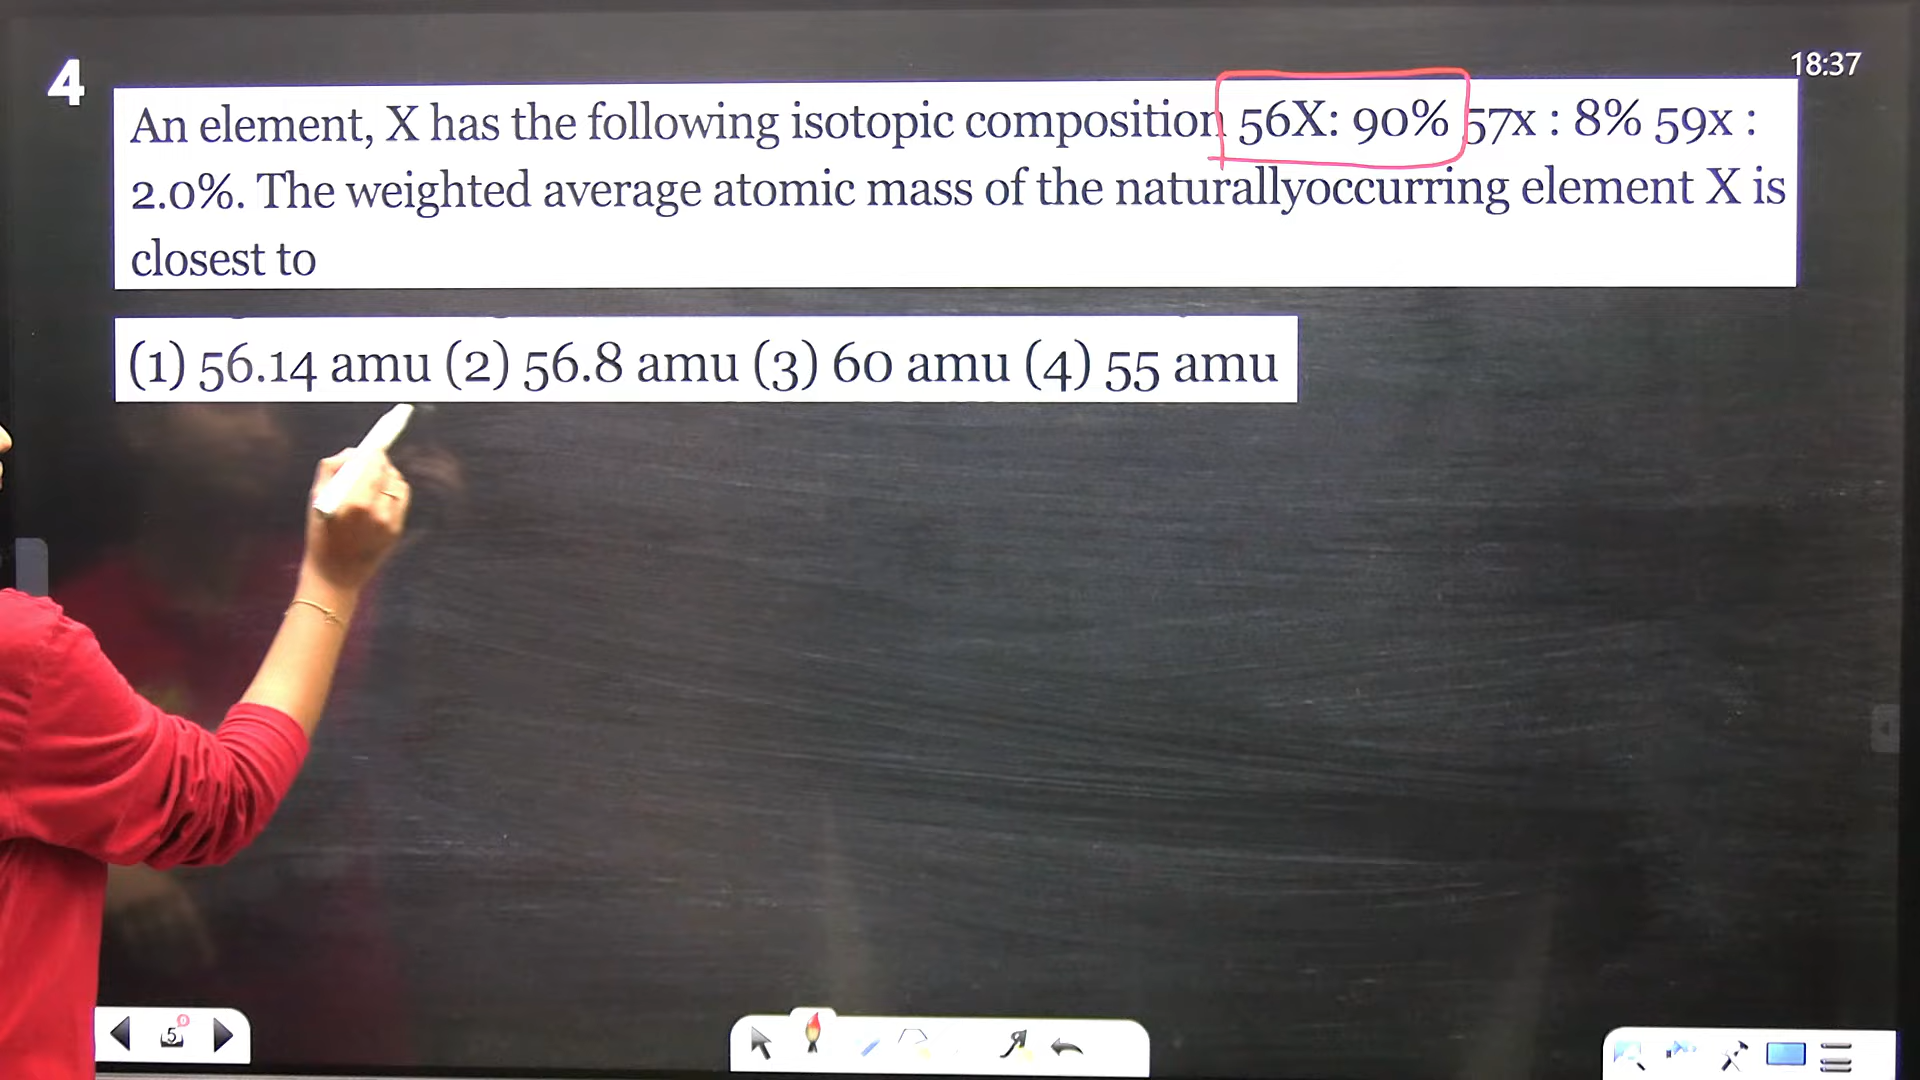 18:37
4
An element, X has the following isotopic composition 56X: 90% 57x : 8% 59x :
2.0%. The weighted average atomic mass of the naturallyoccurring element X is
closest to
(1) 56.14 amu (2) 56.8 amu (3) 60 amu (4) 55 amu
5